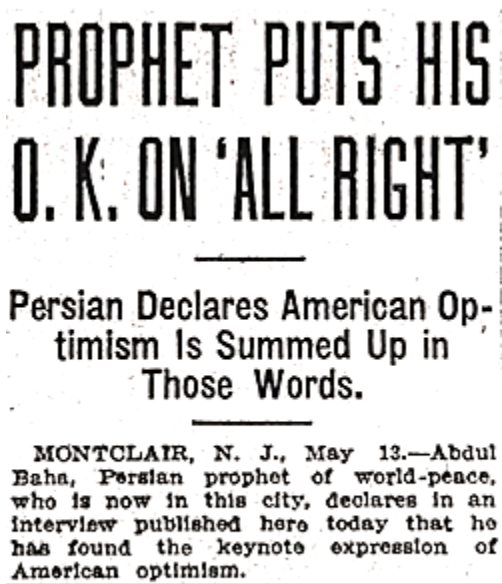 PROPHET PUTS HIS
O. K. ON 'ALL RIGHT'
Persian Declares American Op-
timism Is Summed Up in
Those Words.
MONTCLAIR, N. J., May 13.—Abdul
Baha, Persian prophet of world-peace,
who is now in this city, declares in an
interview published here today that he
has found the keynote expression of
American optimism.